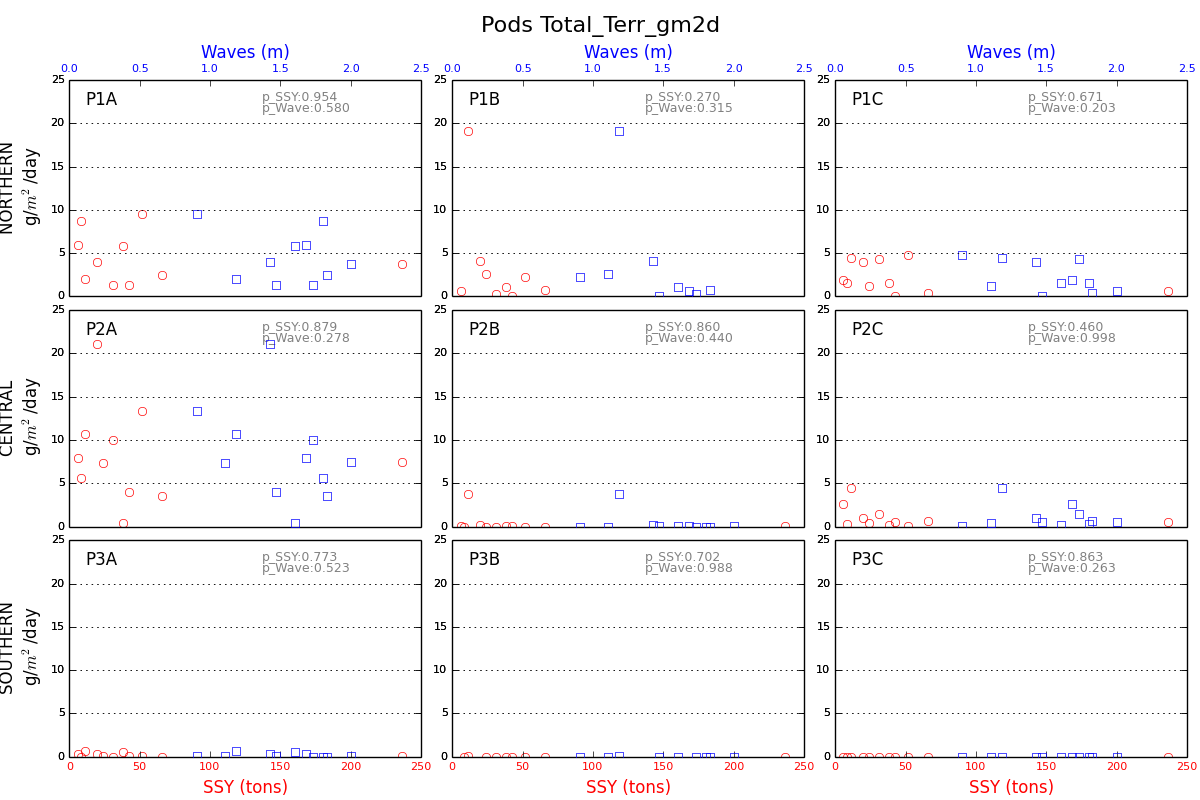 Pods Total_Terr_gm2d
Waves (m) Waves (m) Waves (m)
0.0 0.5 1.0 1.5 2.0 2.5 0.0 0.5 1.0 1.5 2.0 2.5 0.0 0.5 1.0 1.5 2.0 2.5
NORTHERN
g/m² /day
25 20 15 10 5 0
P1A
p_SSY:0.954
p_Wave:0.580
25 20 15 10 5 0
P1B
p_SSY:0.270
p_Wave:0.315
25 20 15 10 5 0
P1C
p_SSY:0.671
p_Wave:0.203
CENTRAL
g/m² /day
25 20 15 10 5 0
P2A
p_SSY:0.879
p_Wave:0.278
25 20 15 10 5 0
P2B
p_SSY:0.860
p_Wave:0.440
25 20 15 10 5 0
P2C
p_SSY:0.460
p_Wave:0.998
SOUTHERN
g/m² /day
25 20 15 10 5 0
P3A
p_SSY:0.773
p_Wave:0.523
25 20 15 10 5 0
P3B
p_SSY:0.702
p_Wave:0.988
25 20 15 10 5 0
P3C
p_SSY:0.863
p_Wave:0.263
0 50 100 150 200 250 0 50 100 150 200 250 0 50 100 150 200 250
SSY (tons) SSY (tons) SSY (tons)